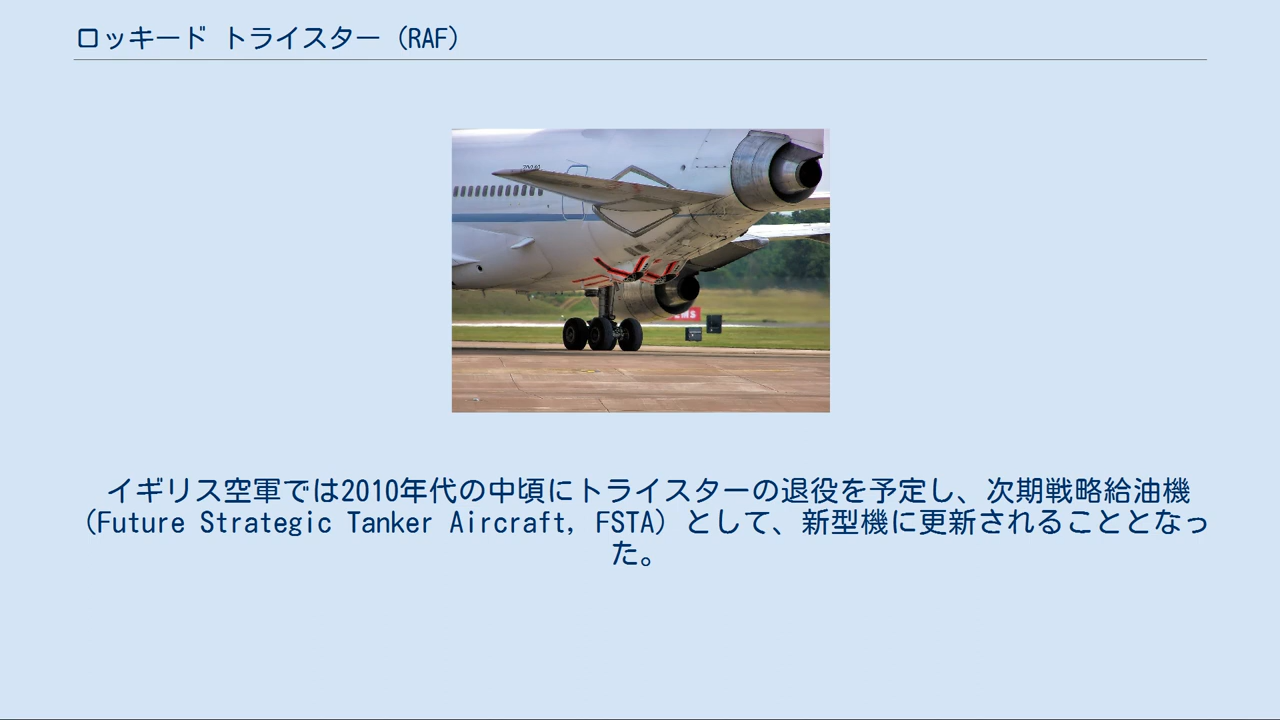 ロッキード トライスター (RAF)
イギリス空軍では2010年代の中頃にトライスターの退役を予定し、次期戦略給油機
(Future Strategic Tanker Aircraft, FSTA) として、新型機に更新されることとなっ
た。